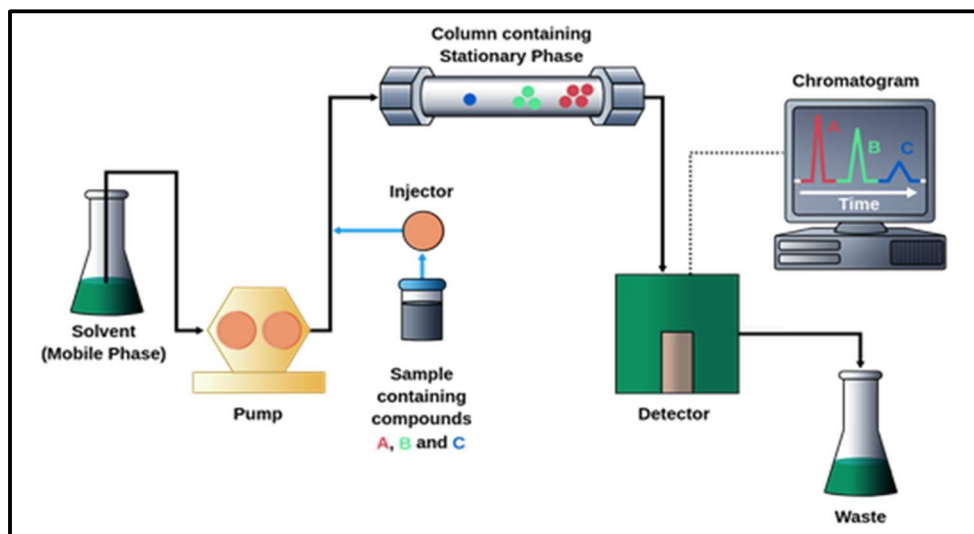 Column containing
Stationary Phase
Chromatogram
A
B
C
Time
Injector
Solvent
(Mobile Phase)
Pump
Sample
containing
compounds
A, B and C
Detector
Waste